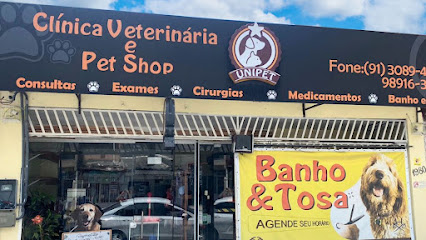 Clínica Veterinária
e
Pet Shop
UNIPET
Fone:(91) 3089-4
98916-3
Consultas Exames Cirurgias Medicamentos Banho e
Banho
& Tosa
AGENDE SEU HORÁRIO